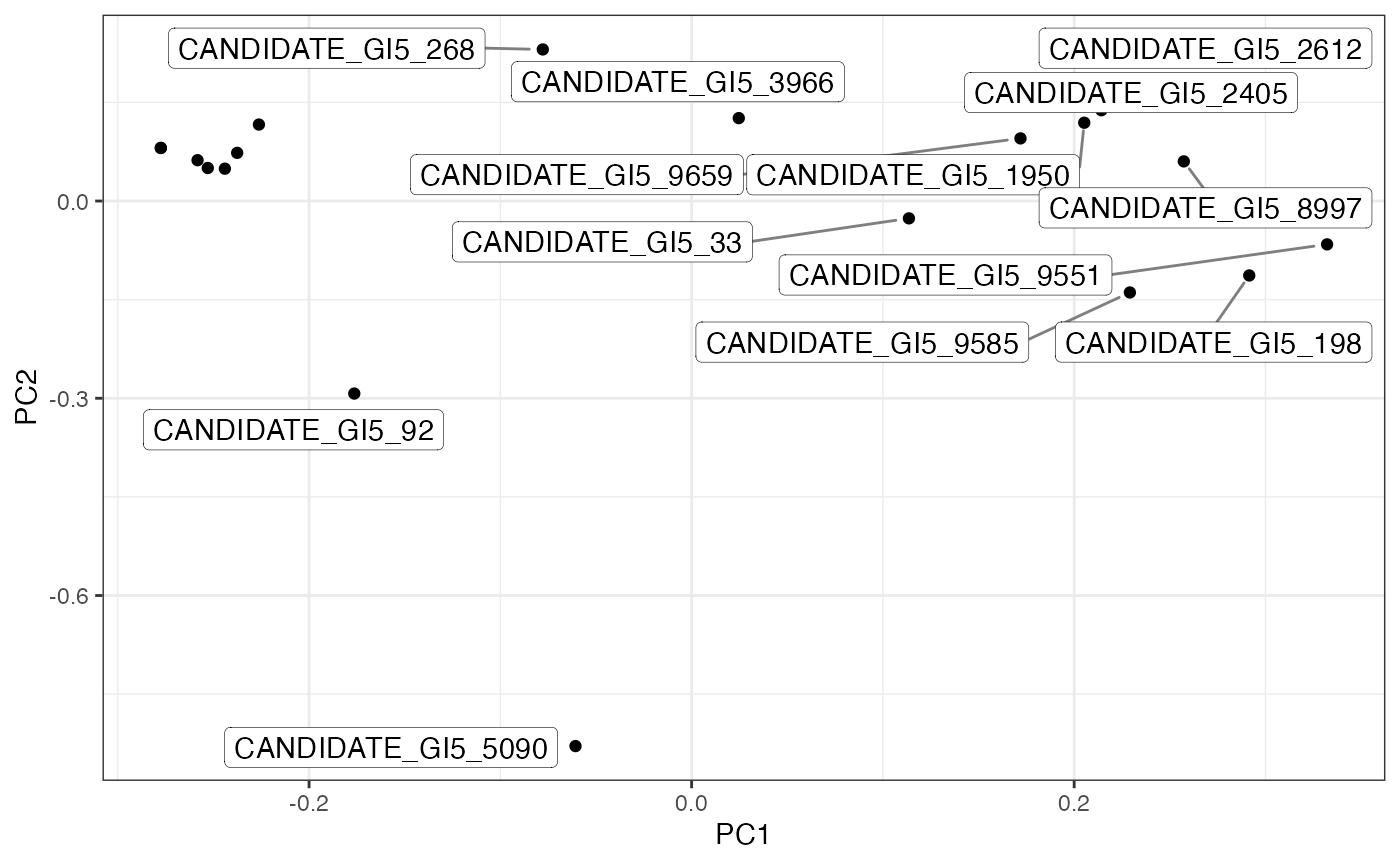 CANDIDATE_GI5_268
CANDIDATE_GI5_2612
CANDIDATE_GI5_3966
CANDIDATE_GI5_2405
CANDIDATE_GI5_9659
CANDIDATE_GI5_1950
CANDIDATE_GI5_8997
CANDIDATE_GI5_33
CANDIDATE_GI5_9551
CANDIDATE_GI5_9585
CANDIDATE_GI5_198
CANDIDATE_GI5_92
CANDIDATE_GI5_5090
0.0
-0.3
-0.6
PC2
-0.2
0.0
0.2
PC1